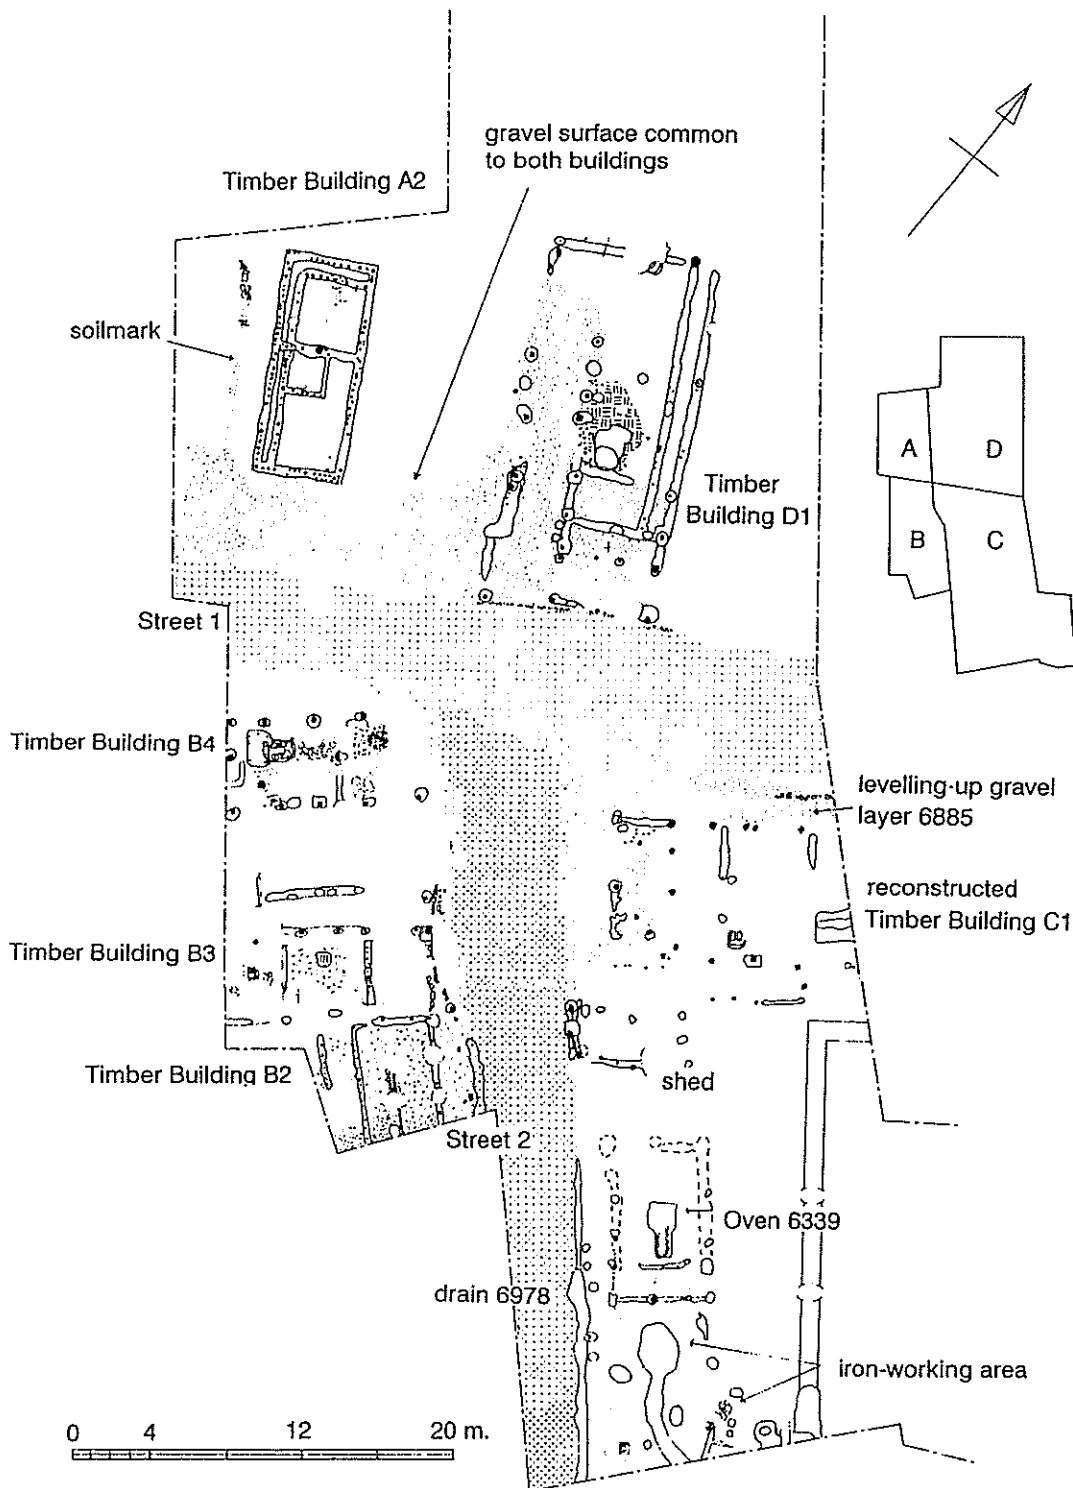 gravel surface common
to both buildings
Timber Building A2
soilmark
A
D
Timber
Building D1
B
C
Street 1
Timber Building B4
levelling-up gravel
layer 6885
reconstructed
Timber Building C1
Timber Building B3
Timber Building B2
shed
Street 2
Oven 6339
drain 6978
iron-working area
0 4 12 20 m.